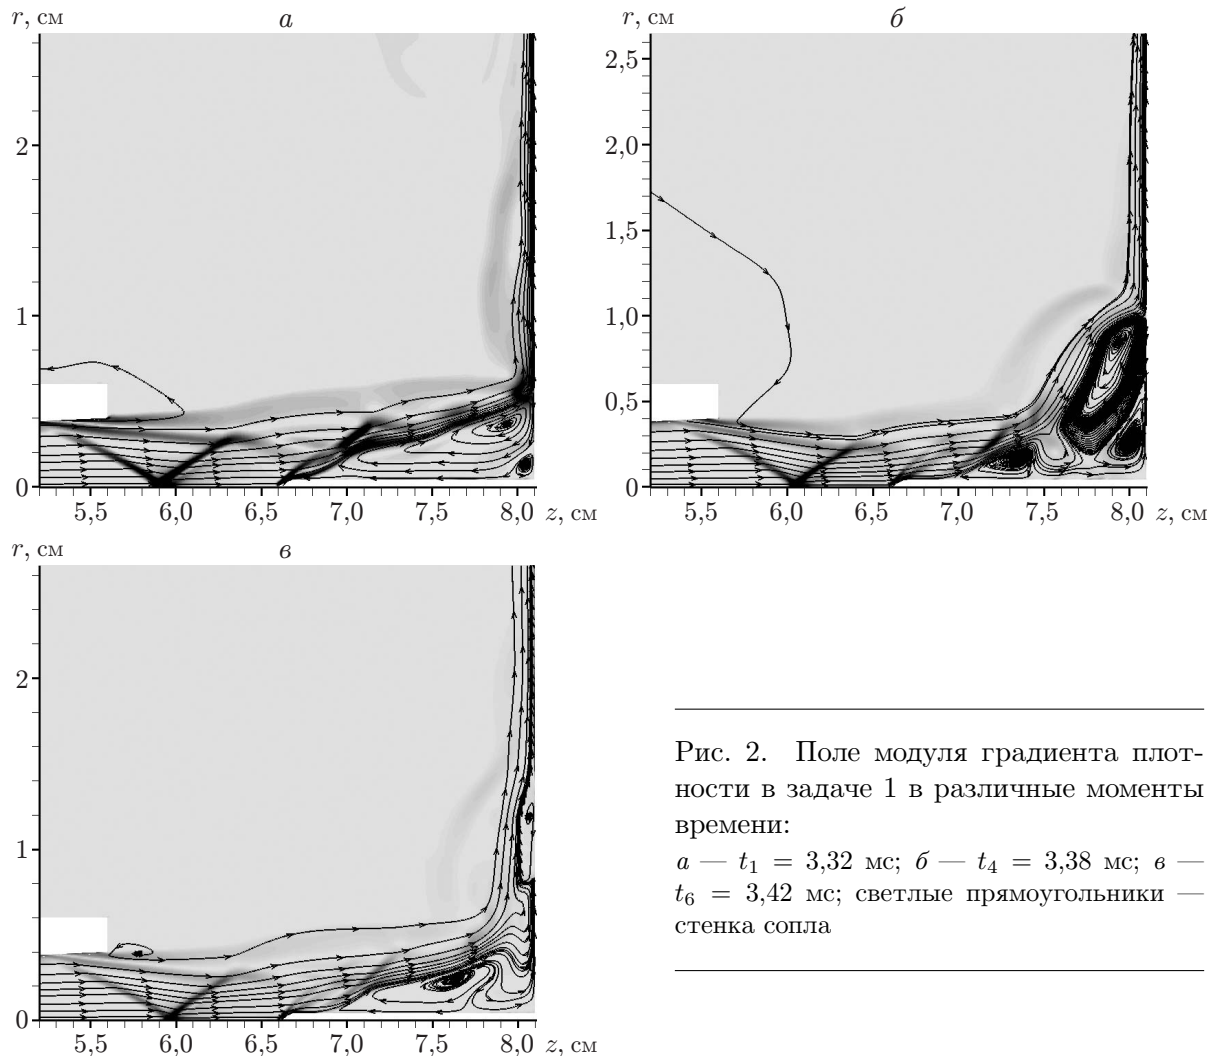 r, см
а
2
1
0
5,5 6,0 6,5 7,0 7,5 8,0 z, см
r, см
б
2,5
2,0
1,5
1,0
0,5
0
5,5 6,0 6,5 7,0 7,5 8,0 z, см
r, см
в
2
1
0
5,5 6,0 6,5 7,0 7,5 8,0 z, см
Рис. 2. Поле модуля градиента плот-
ности в задаче 1 в различные моменты
времени:
а — t₁ = 3,32 мс; б — t₄ = 3,38 мс; в —
t₆ = 3,42 мс; светлые прямоугольники —
стенка сопла